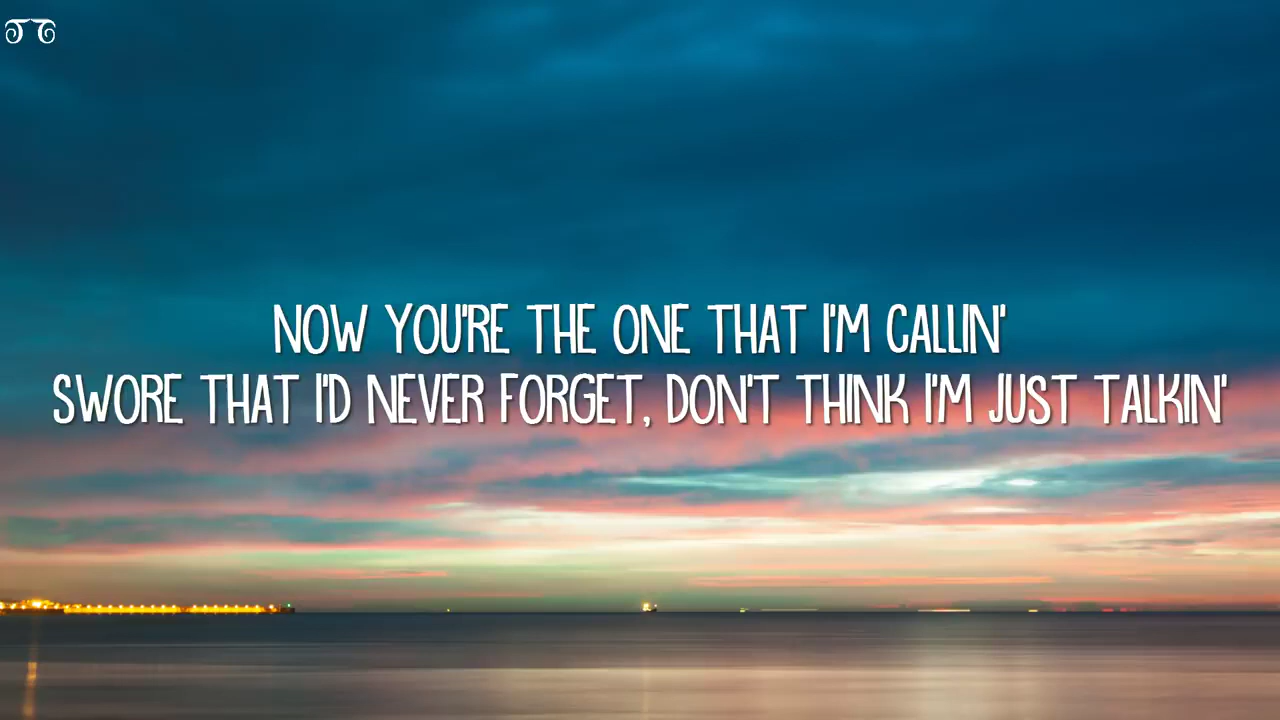 NOW YOU'RE THE ONE THAT I'M CALLIN'
SWORE THAT I'D NEVER FORGET, DON'T THINK I'M JUST TALKIN'